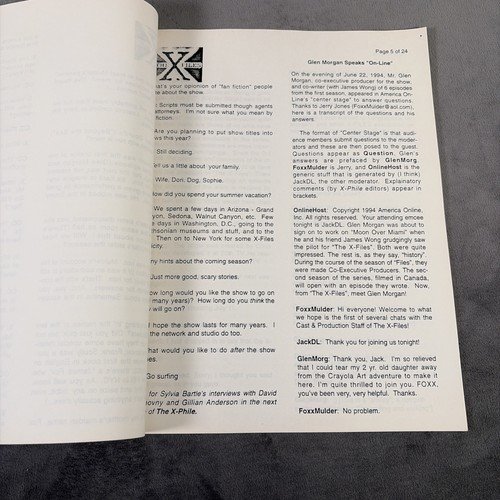 THE X FILES
Page 5 of 24
at's your opionion of "fan fiction" people
e about the show.
Scripts must be submitted though agents
attorneys. I'm not sure what you mean by
fiction.
Are you planning to put show titles into
ws this year?
Still deciding.
ell us a little about your family.
Wife, Don, Dog, Sophie.
ow did you spend your summer vacation?
We spent a few days in Arizona - Grand
yon, Sedona, Walnut Canyon, etc. Few
e days in Washington, D.C., going to the
thsonian museums and stuff, and to the
Then on to New York for some X-Files
icity.
ny hints about the coming season?
Just more good, scary stories.
ow long would you like the show to go on
many years)? How long do you think the
y will go on?
hope the show lasts for many years. I
the network and studio do too.
hat would you like to do after the show
es.
Go surfing
for Sylvia Bartle's interviews with David
ovny and Gillian Anderson in the next
of The X-Phile.
Glen Morgan Speaks "On-Line"
On the evening of June 22, 1994, Mr. Glen
Morgan, co-executive producer for the show,
and co-writer (with James Wong) of 6 episodes
from the first season, appeared in America On-
Line's "center stage" to answer questions.
Thanks to Jerry Jones (FoxxMulder@aol.com),
here is a transcript of the questions and his
answers.
The format of "Center Stage" is that audi-
ence members submit questions to the moder-
ators and these are then posed to the guest.
Questions appear as Question, Glen's
answers are prefaced by GlenMorg,
FoxxMulder is Jerry, and OnlineHost is the
generic stuff that is generated by (I think)
JackDL, the other moderator. Explainatory
comments (by X-Phile editors) appear in
brackets.
OnlineHost: Copyright 1994 America Online,
Inc. All rights reserved. Your attending emcee
tonight is JackDL. Glen Morgan was about to
sign on to work on "Moon Over Miami" when
he and his friend James Wong grudgingly saw
the pilot for "The X-Files". Both were quite
impressed. The rest is, as they say, "history".
During the course of the season of "Files", they
were made Co-Executive Producers. The sec-
ond season of the series, filmed in Canada,
will open with an episode they wrote. Now,
from "The X-Files", meet Glen Morgan!
FoxxMulder: Hi everyone! Welcome to what
we hope is the first of several chats with the
Cast & Production Staff of The X-Files!
JackDL: Thank you for joining us tonight!
GlenMorg: Thank you, Jack. I'm so relieved
that I could tear my 2 yr. old daughter away
from the Crayola Art adventure to make it
here. I'm quite thrilled to join you. FOXX,
you've been very, very helpful. Thanks.
FoxxMulder: No problem.